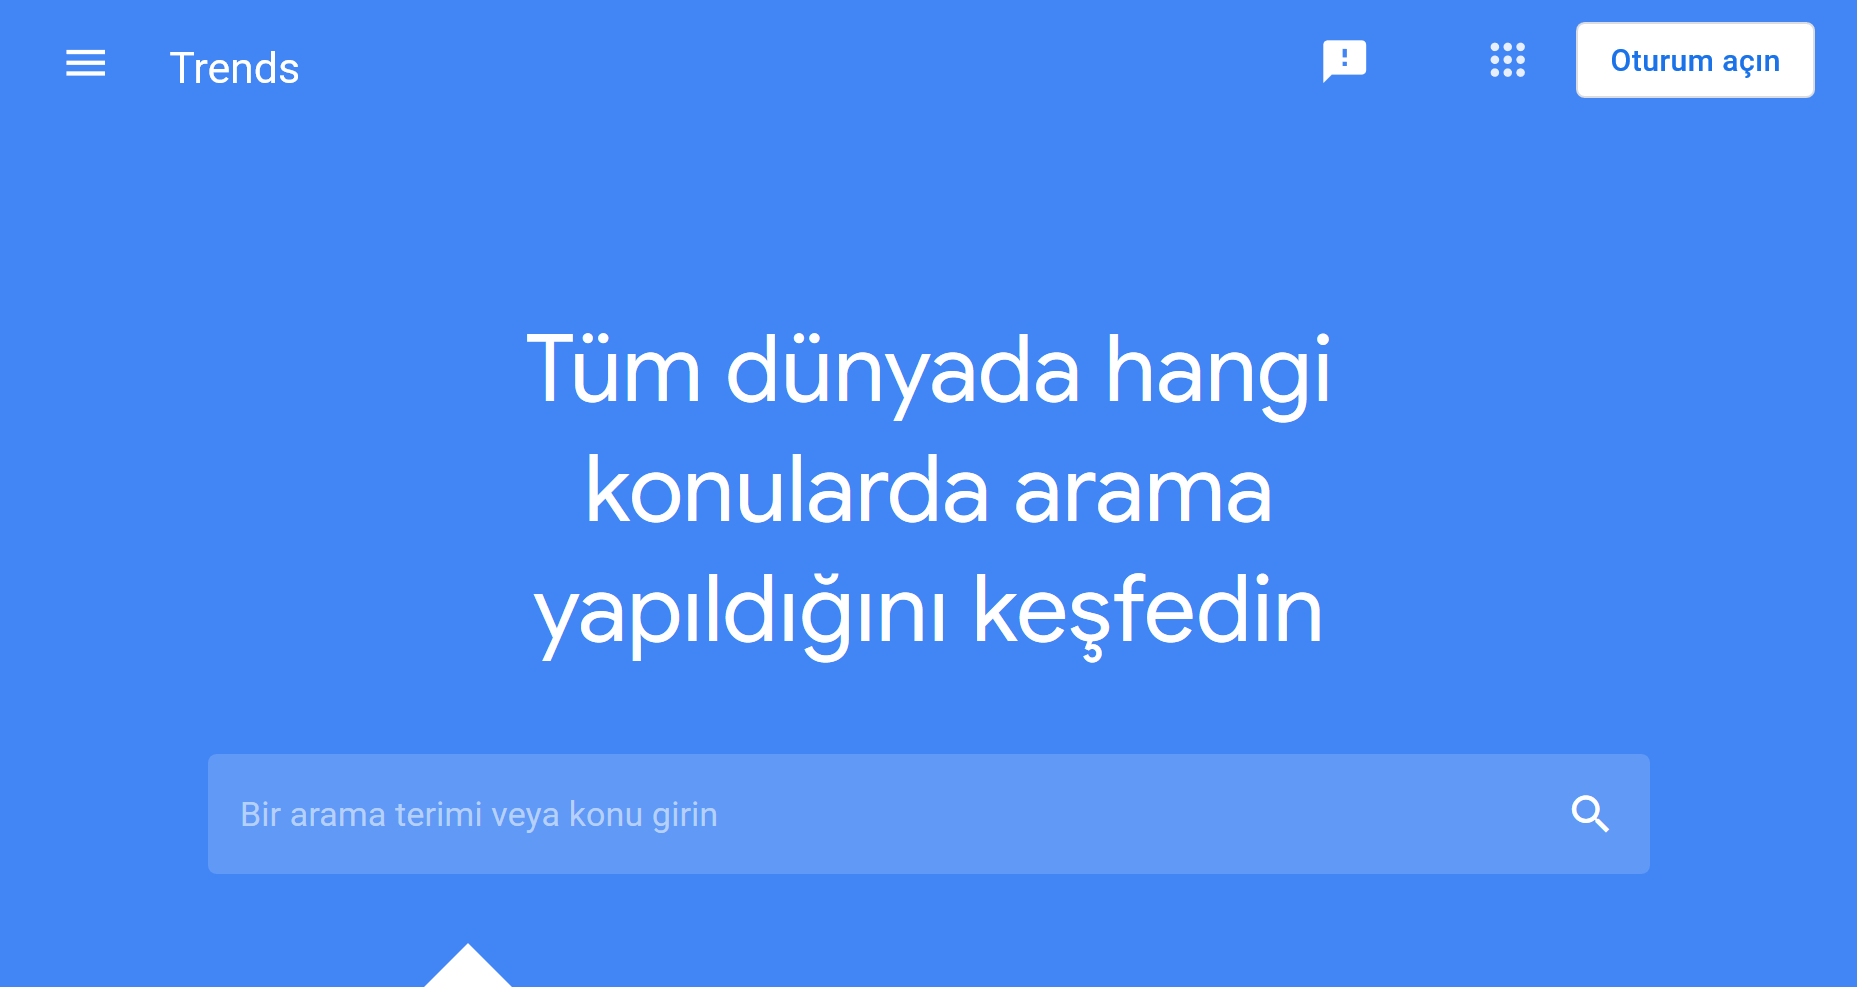 Trends
Oturum açın
Tüm dünyada hangi
konularda arama
yapıldığını keşfedin
Bir arama terimi veya konu girin